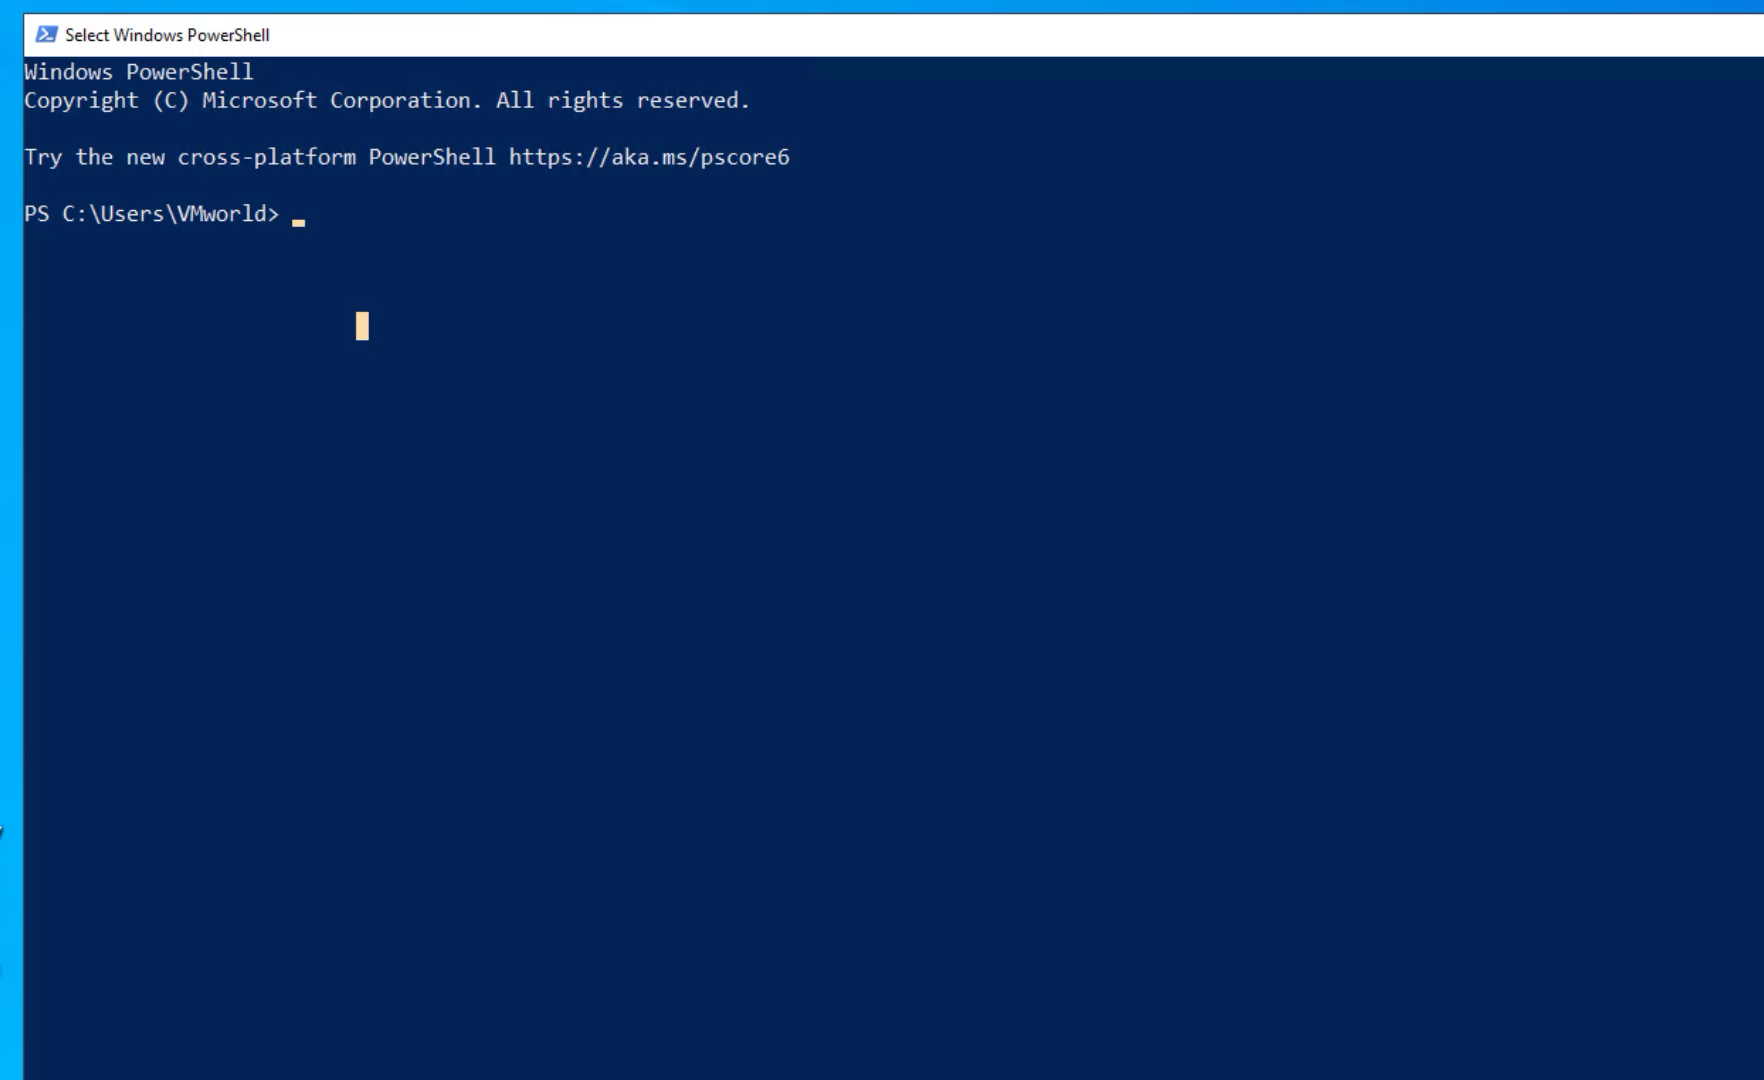 Select Windows PowerShell
Windows PowerShell
Copyright (C) Microsoft Corporation. All rights reserved.
Try the new cross-platform PowerShell https://aka.ms/pscore6
PS C:\Users\VMworld>